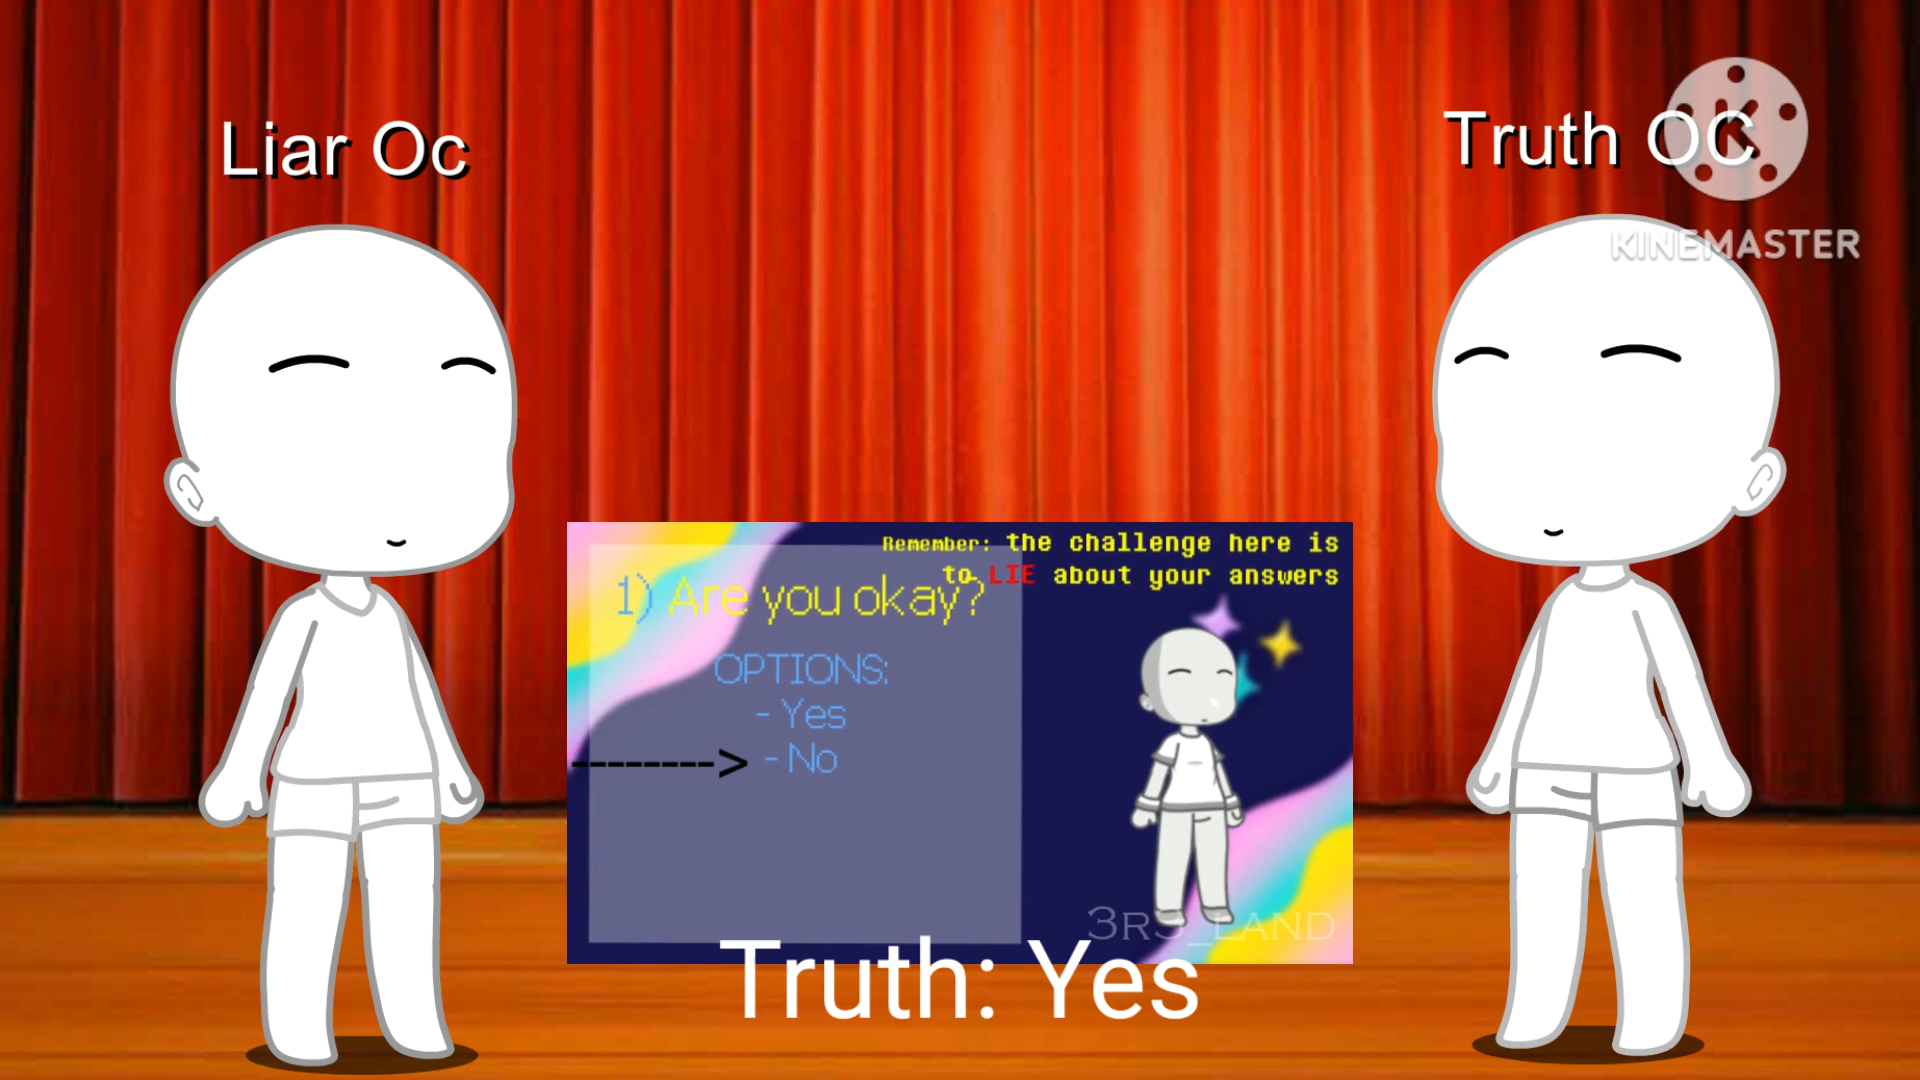 Liar Oc
Truth OC
KINEMASTER
Remember: the challenge here is
to LIE about your answers
1) Are you okay?
OPTIONS:
- Yes
--------> - No
3R3_LAND
Truth: Yes